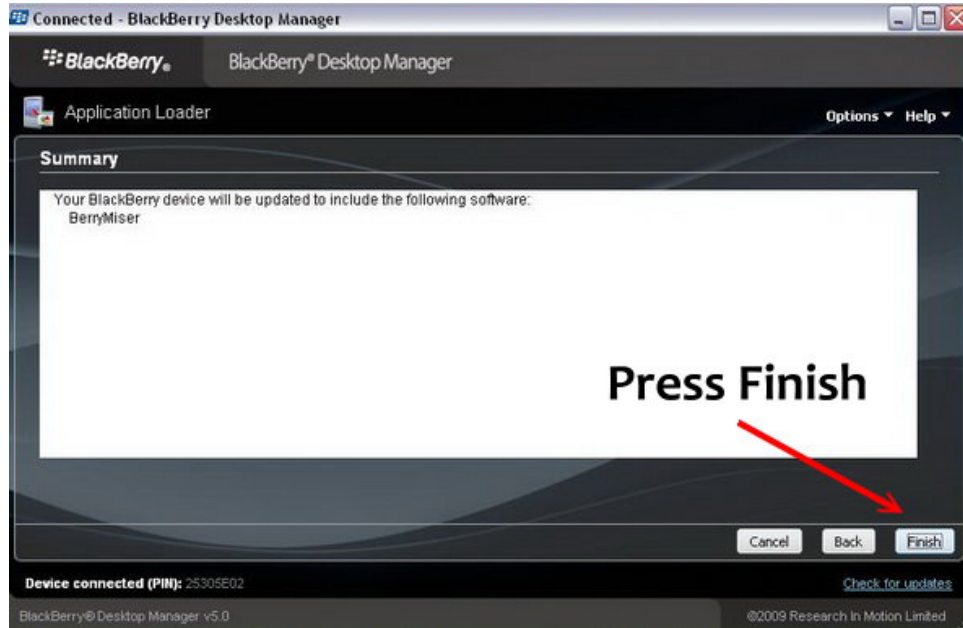 Connected - BlackBerry Desktop Manager
BlackBerry® BlackBerry® Desktop Manager
Application Loader
Options Help
Summary
Your BlackBerry device will be updated to include the following software:
BerryMiser
Press Finish
Cancel Back Finish
Device connected (PIN): 25305E02
Check for updates
BlackBerry® Desktop Manager v5.0
©2009 Research In Motion Limited